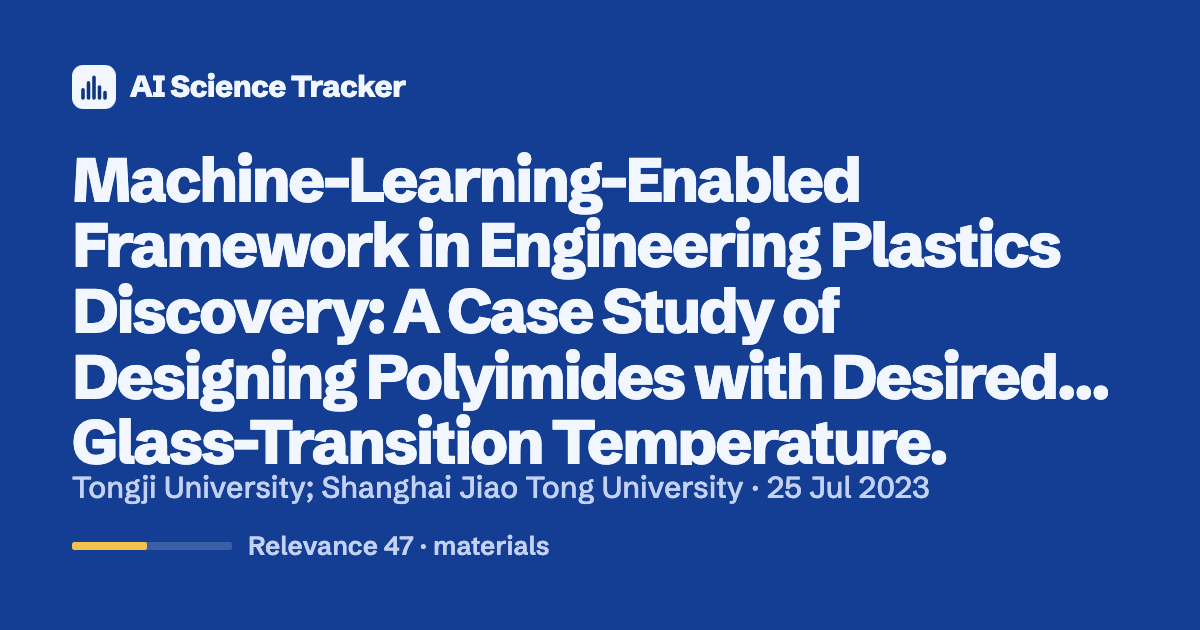 AI Science Tracker
Machine-Learning-Enabled
Framework in Engineering Plastics
Discovery: A Case Study of
Designing Polyimides with Desired...
Glass-Transition Temperature.
Tongji University; Shanghai Jiao Tong University · 25 Jul 2023
Relevance 47 · materials